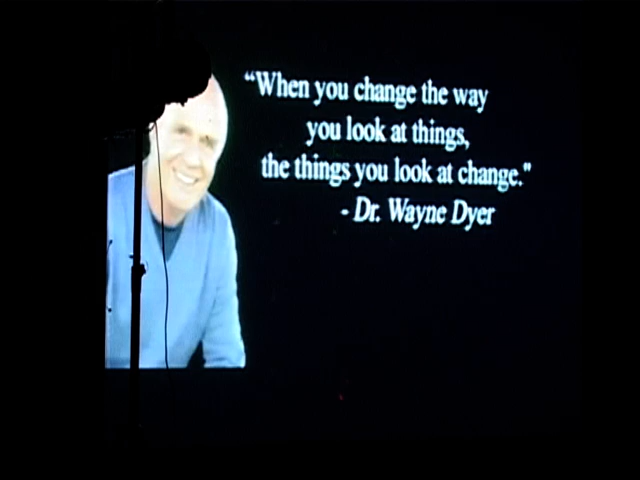 “When you change the way
you look at things,
the things you look at change."
- Dr. Wayne Dyer